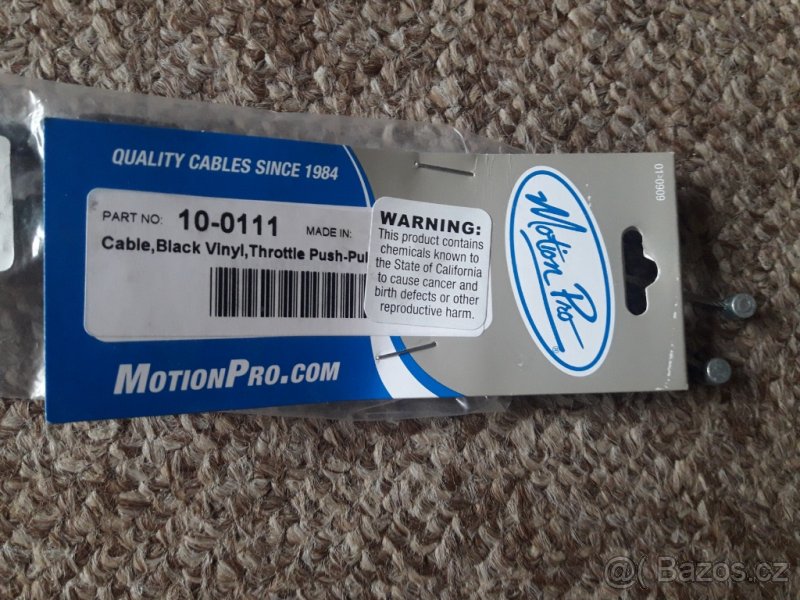 QUALITY CABLES SINCE 1984
PART NO: 10-0111 MADE IN:
Cable,Black Vinyl,Throttle Push-Pul
WARNING:
This product contains
chemicals known to
the State of California
to cause cancer and
birth defects or other
reproductive harm.
MOTIONPRO.COM
Motion Pro
®
01-0909
@( Bazos.cz